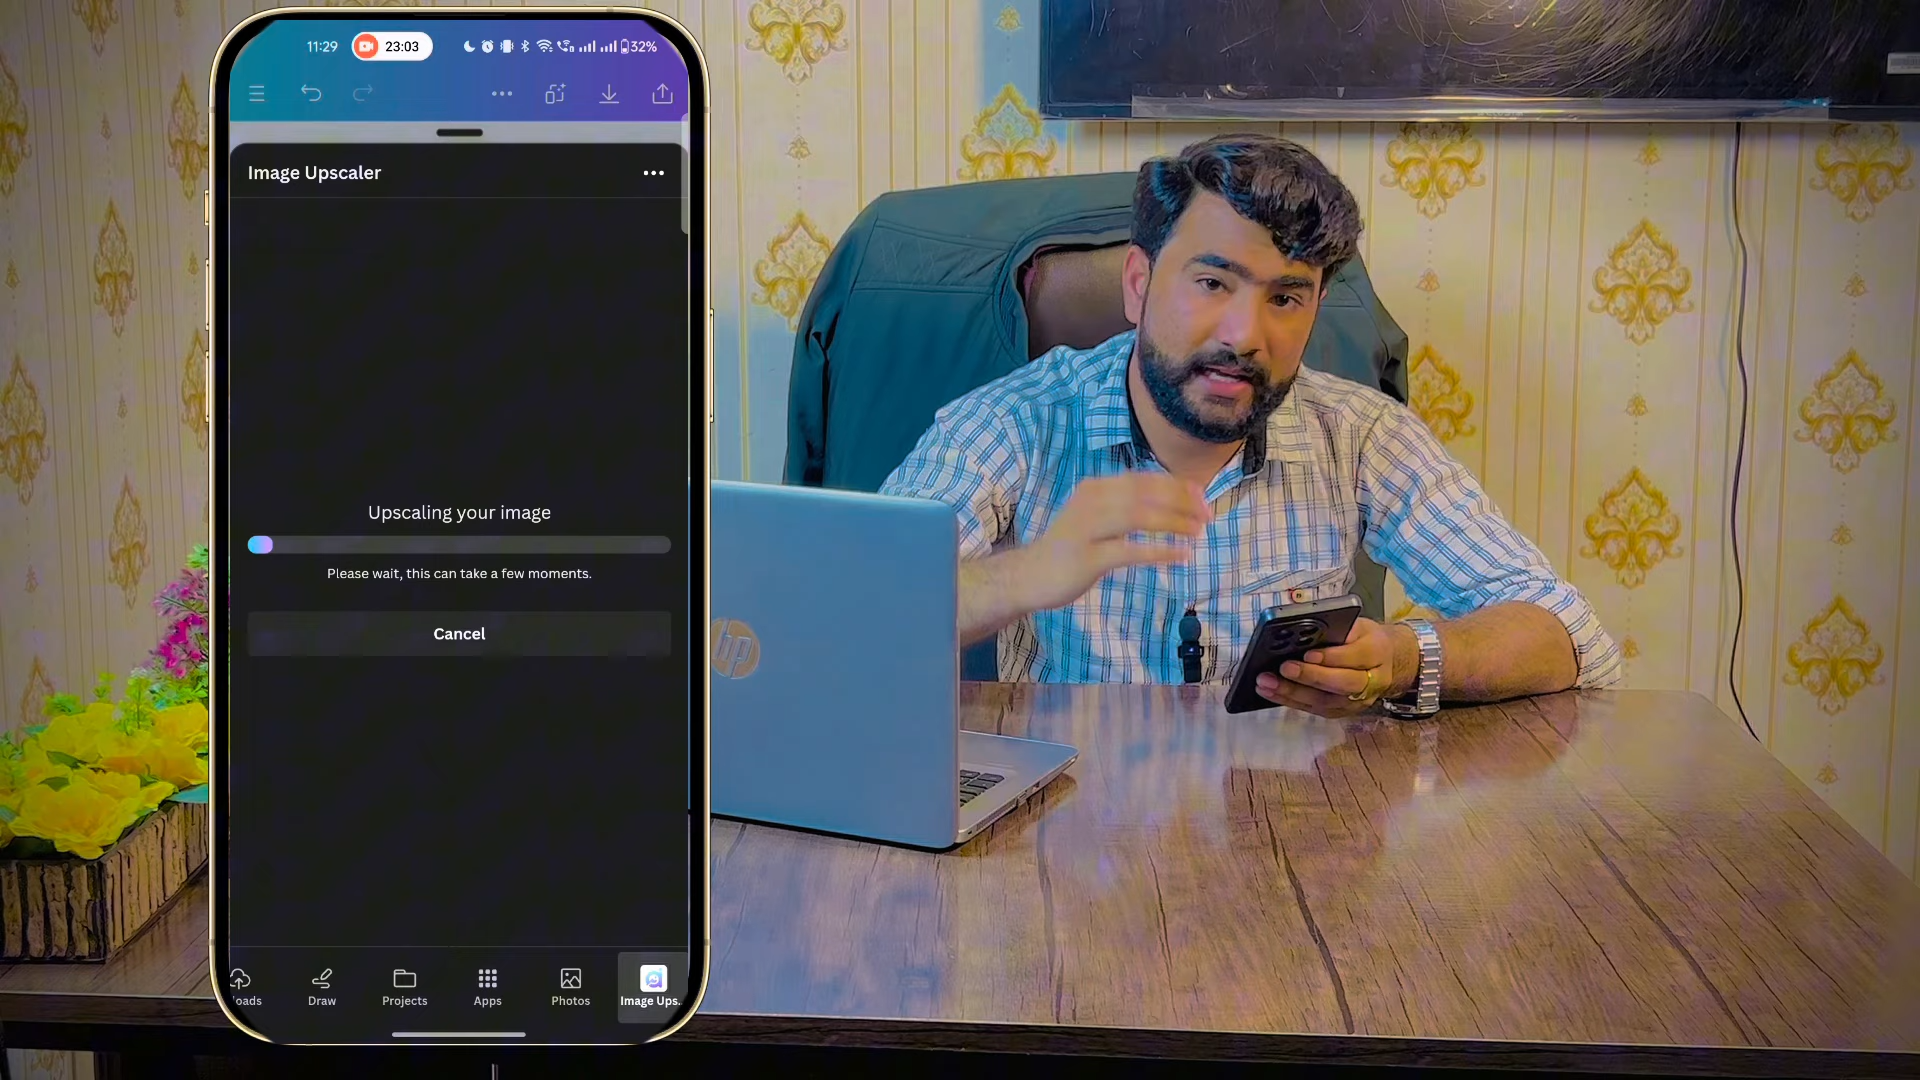 11:29 23:03 32%
Image Upscaler
Upscaling your image
Please wait, this can take a few moments.
Cancel
oads Draw Projects Apps Photos Image Ups..
hp